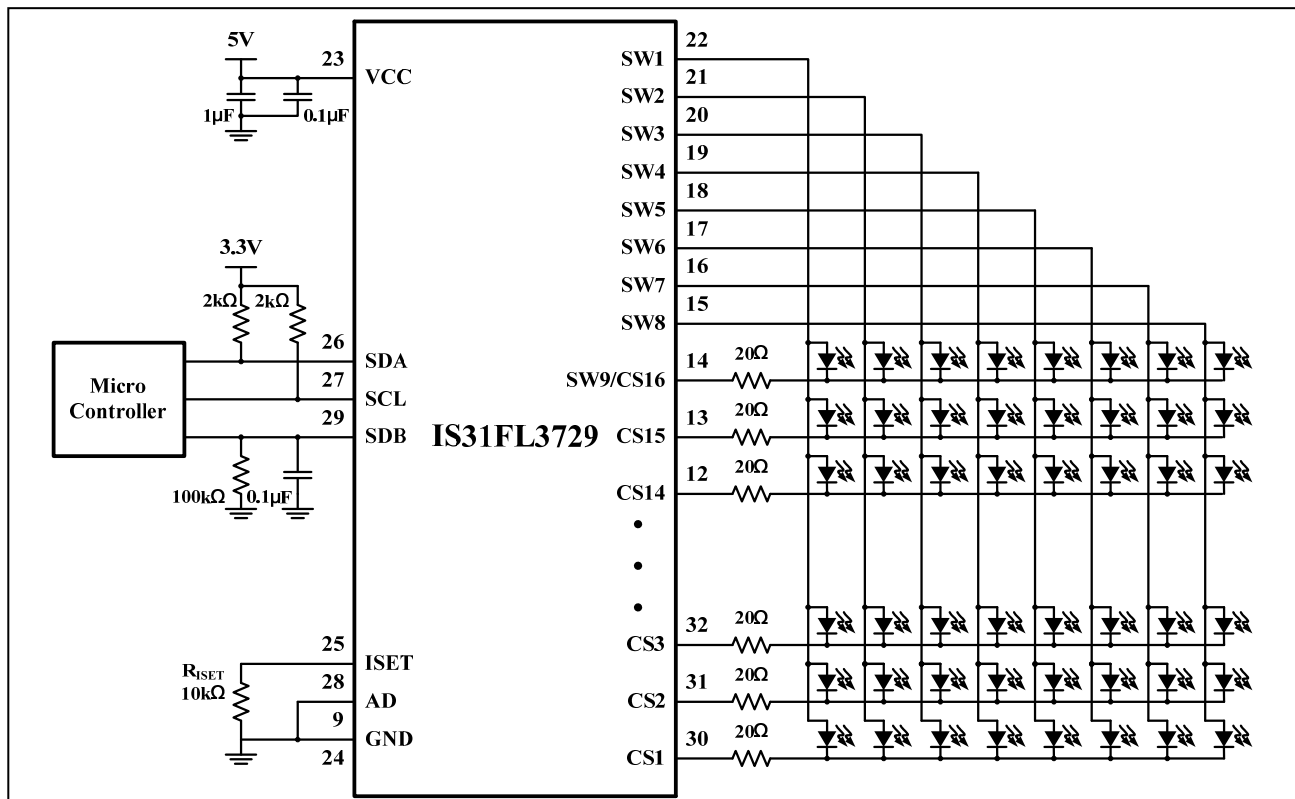 5V
23
VCC
1µF
0.1µF
3.3V
2kΩ
2kΩ
Micro
Controller
26
SDA
27
SCL
29
SDB
100kΩ
0.1µF
R_ISET
10kΩ
25
ISET
28
AD
9
GND
24
IS31FL3729
22
SW1
21
SW2
20
SW3
19
SW4
18
SW5
17
SW6
16
SW7
15
SW8
14
SW9/CS16
20Ω
13
CS15
20Ω
12
CS14
20Ω
32
CS3
20Ω
31
CS2
20Ω
30
CS1
20Ω